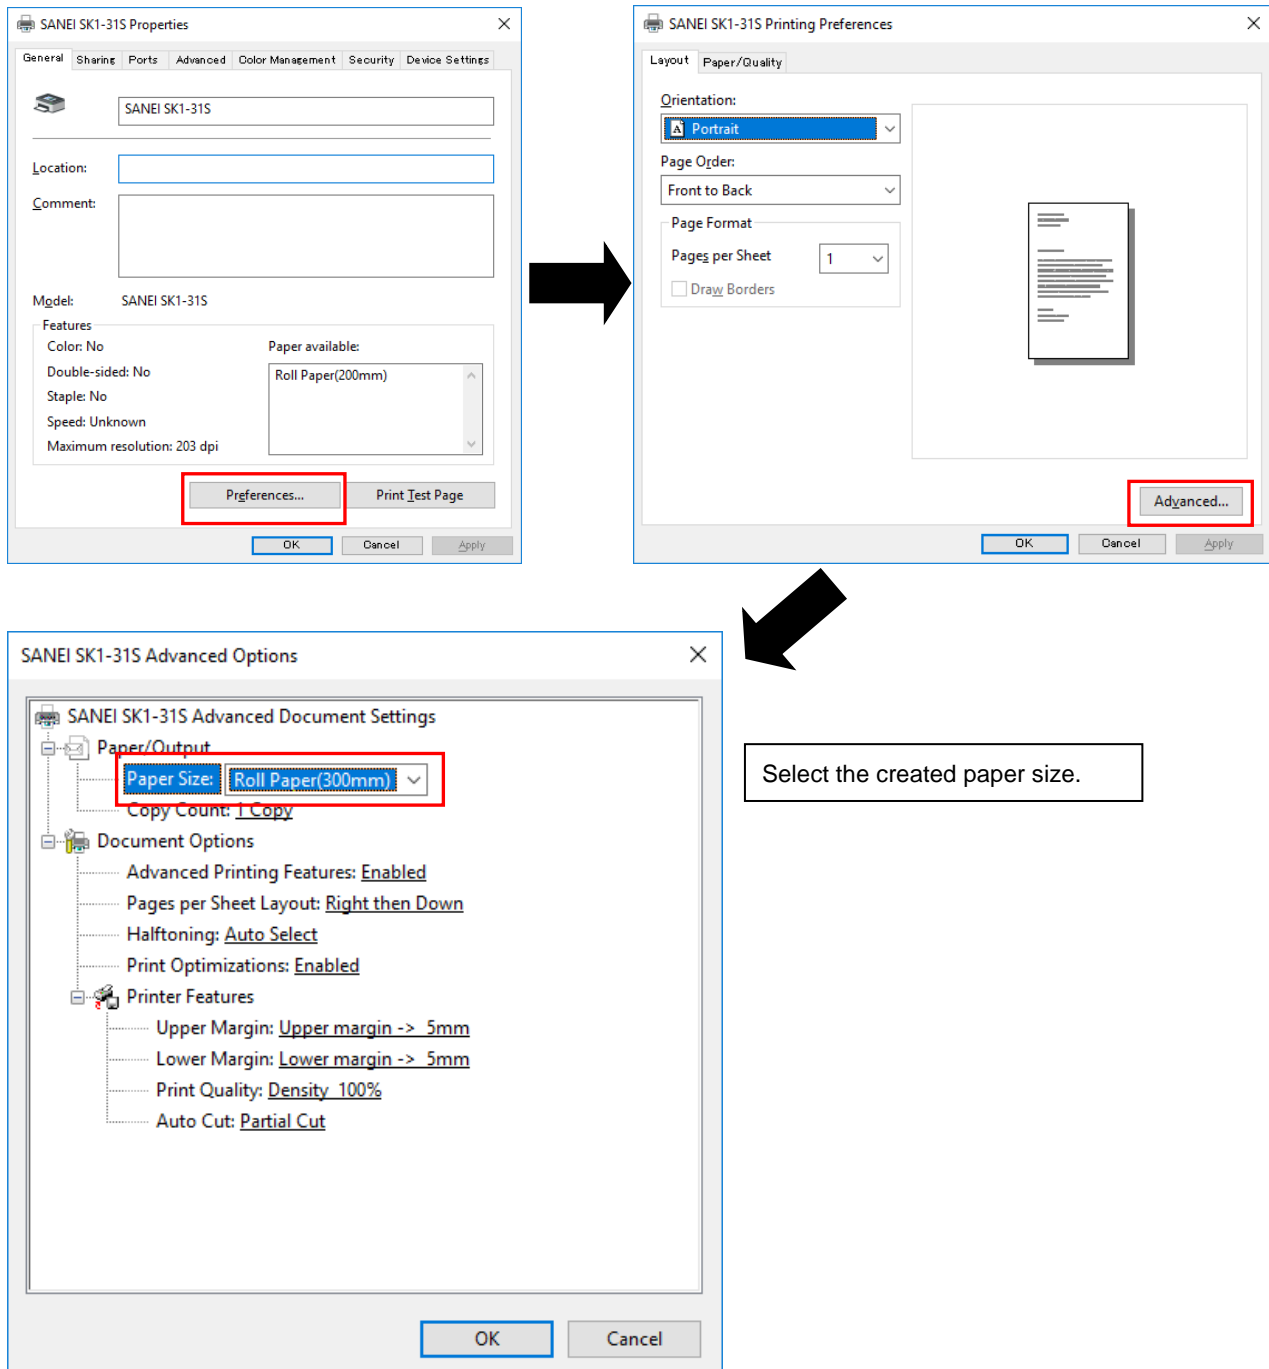 SANEI SK1-31S Properties
General Sharing Ports Advanced Color Management Security Device Settings
SANEI SK1-31S
Location:
Comment:
Model: SANEI SK1-31S
Features
Color: No
Double-sided: No
Staple: No
Speed: Unknown
Maximum resolution: 203 dpi
Paper available:
Roll Paper(200mm)
Preferences... Print Test Page
OK Cancel Apply
SANEI SK1-31S Printing Preferences
Layout Paper/Quality
Orientation:
Portrait
Page Order:
Front to Back
Page Format
Pages per Sheet 1
Draw Borders
Advanced...
OK Cancel Apply
SANEI SK1-31S Advanced Options
SANEI SK1-31S Advanced Document Settings
Paper/Output
Paper Size: Roll Paper(300mm)
Copy Count: 1 Copy
Document Options
Advanced Printing Features: Enabled
Pages per Sheet Layout: Right then Down
Halftoning: Auto Select
Print Optimizations: Enabled
Printer Features
Upper Margin: Upper margin -> 5mm
Lower Margin: Lower margin -> 5mm
Print Quality: Density 100%
Auto Cut: Partial Cut
OK Cancel
Select the created paper size.